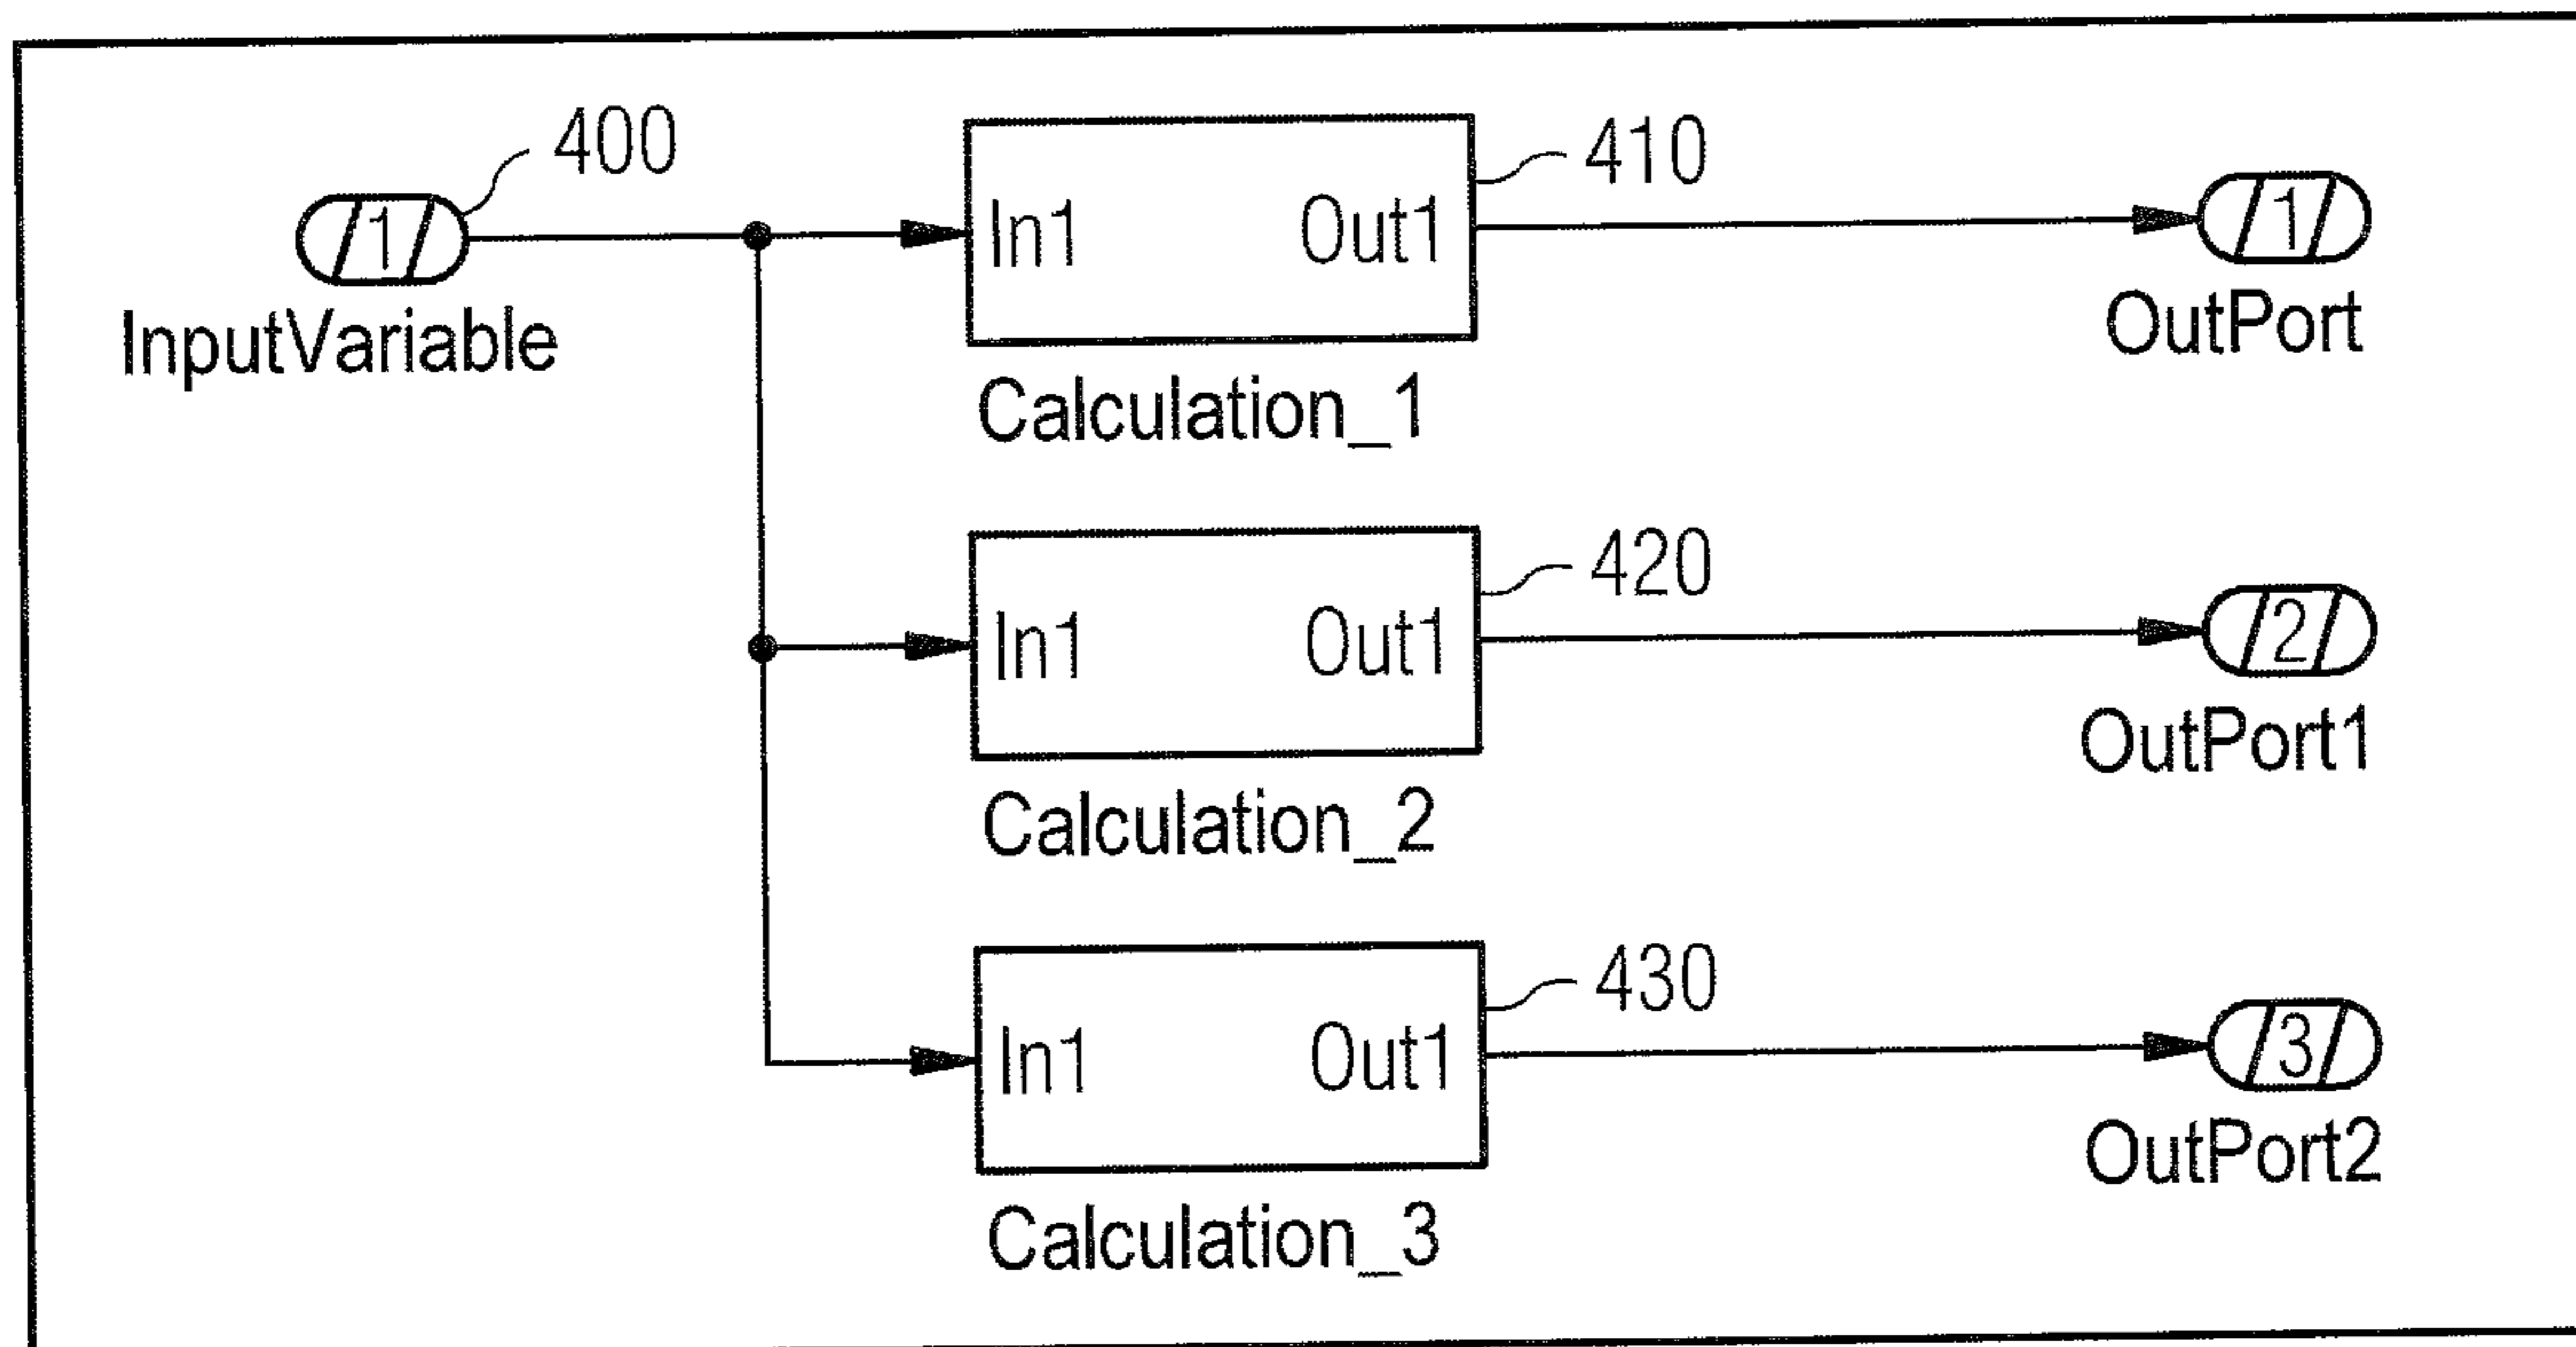 400
1
InputVariable
In1 Out1
410
Calculation_1
1
OutPort
In1 Out1
420
Calculation_2
2
OutPort1
In1 Out1
430
Calculation_3
3
OutPort2